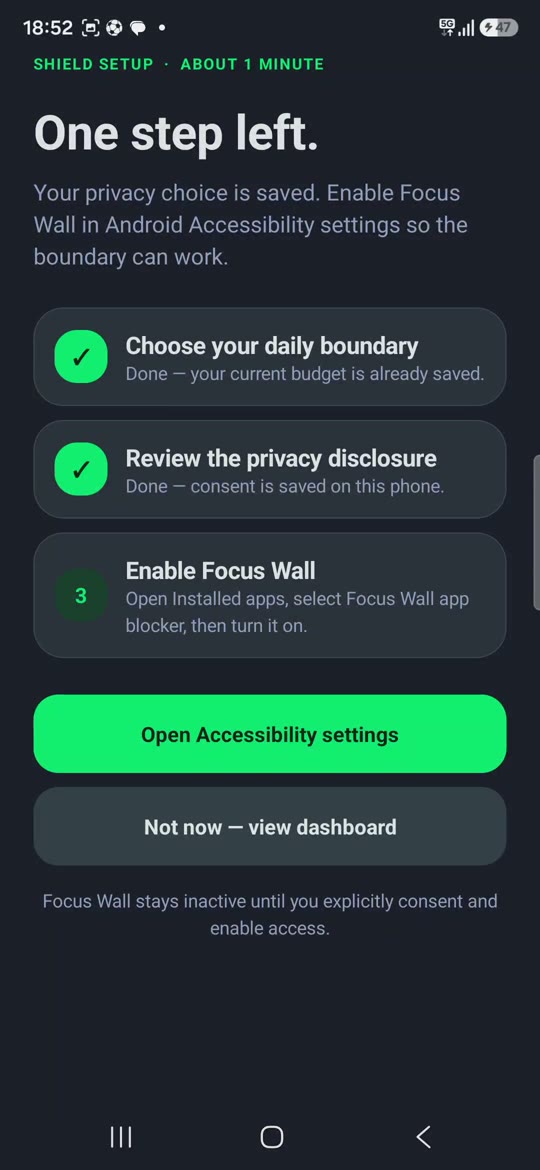 18:52
5G
47
SHIELD SETUP · ABOUT 1 MINUTE
One step left.
Your privacy choice is saved. Enable Focus
Wall in Android Accessibility settings so the
boundary can work.
✓
Choose your daily boundary
Done — your current budget is already saved.
✓
Review the privacy disclosure
Done — consent is saved on this phone.
3
Enable Focus Wall
Open Installed apps, select Focus Wall app
blocker, then turn it on.
Open Accessibility settings
Not now — view dashboard
Focus Wall stays inactive until you explicitly consent and
enable access.